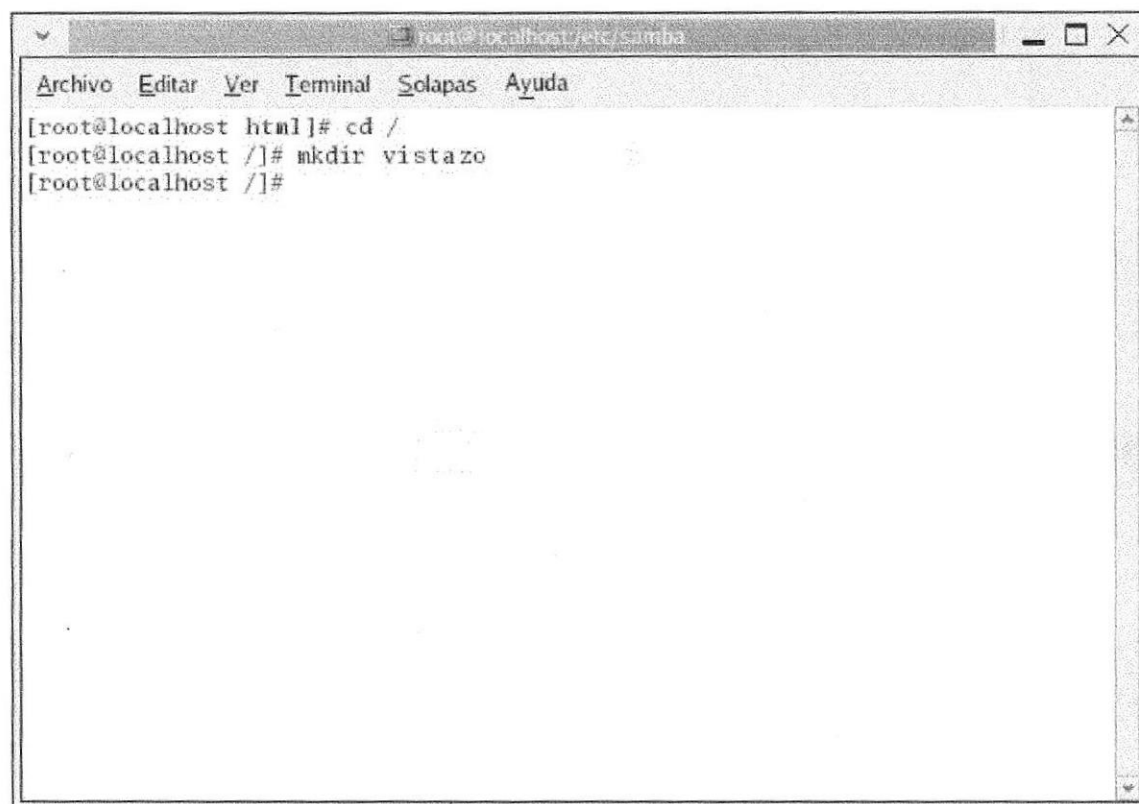 root@localhost:/etc/samba
Archivo Editar Ver Terminal Solapas Ayuda
[root@localhost html]# cd /
[root@localhost /]# mkdir vistazo
[root@localhost /]#